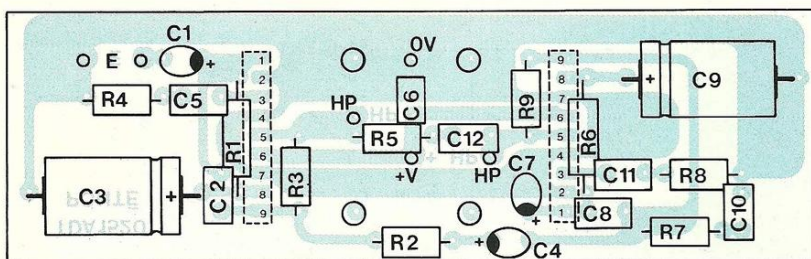 C1
+
0V
E
R4
C5
R1
1
2
3
4
5
6
7
8
9
HP
C6
R5
C12
+V
HP
R9
9
8
7
6
5
4
3
2
1
R6
+
C9
C3
+
C2
R3
C7
+
C11
R8
C8
C10
R7
R2
+
C4
PONTÉ
TDA1520